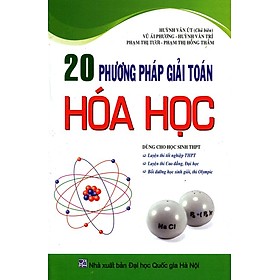 HUỲNH VĂN ÚT (Chủ biên)
VŨ ÁI PHƯƠNG - HUỲNH VĂN TRÍ
PHẠM THỊ TƯƠI - PHẠM THỊ HỒNG THẮM
20 PHƯƠNG PHÁP GIẢI TOÁN
HÓA HỌC
DÙNG CHO HỌC SINH THPT
Luyện thi tốt nghiệp THPT
Luyện thi Cao đẳng, Đại học
Bồi dưỡng học sinh giỏi, thi Olympic
Na Cl
Nhà xuất bản Đại học Quốc gia Hà Nội